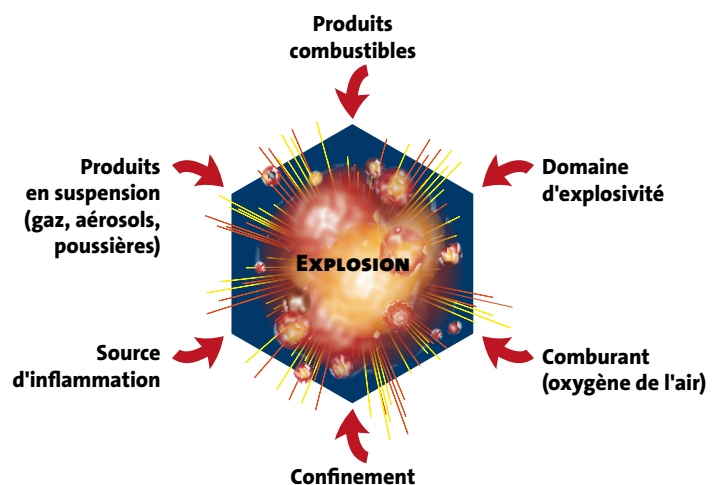 Produits
combustibles
Produits
en suspension
(gaz, aérosols,
poussières)
Domaine
d'explosivité
EXPLOSION
Source
d'inflammation
Comburant
(oxygène de l'air)
Confinement